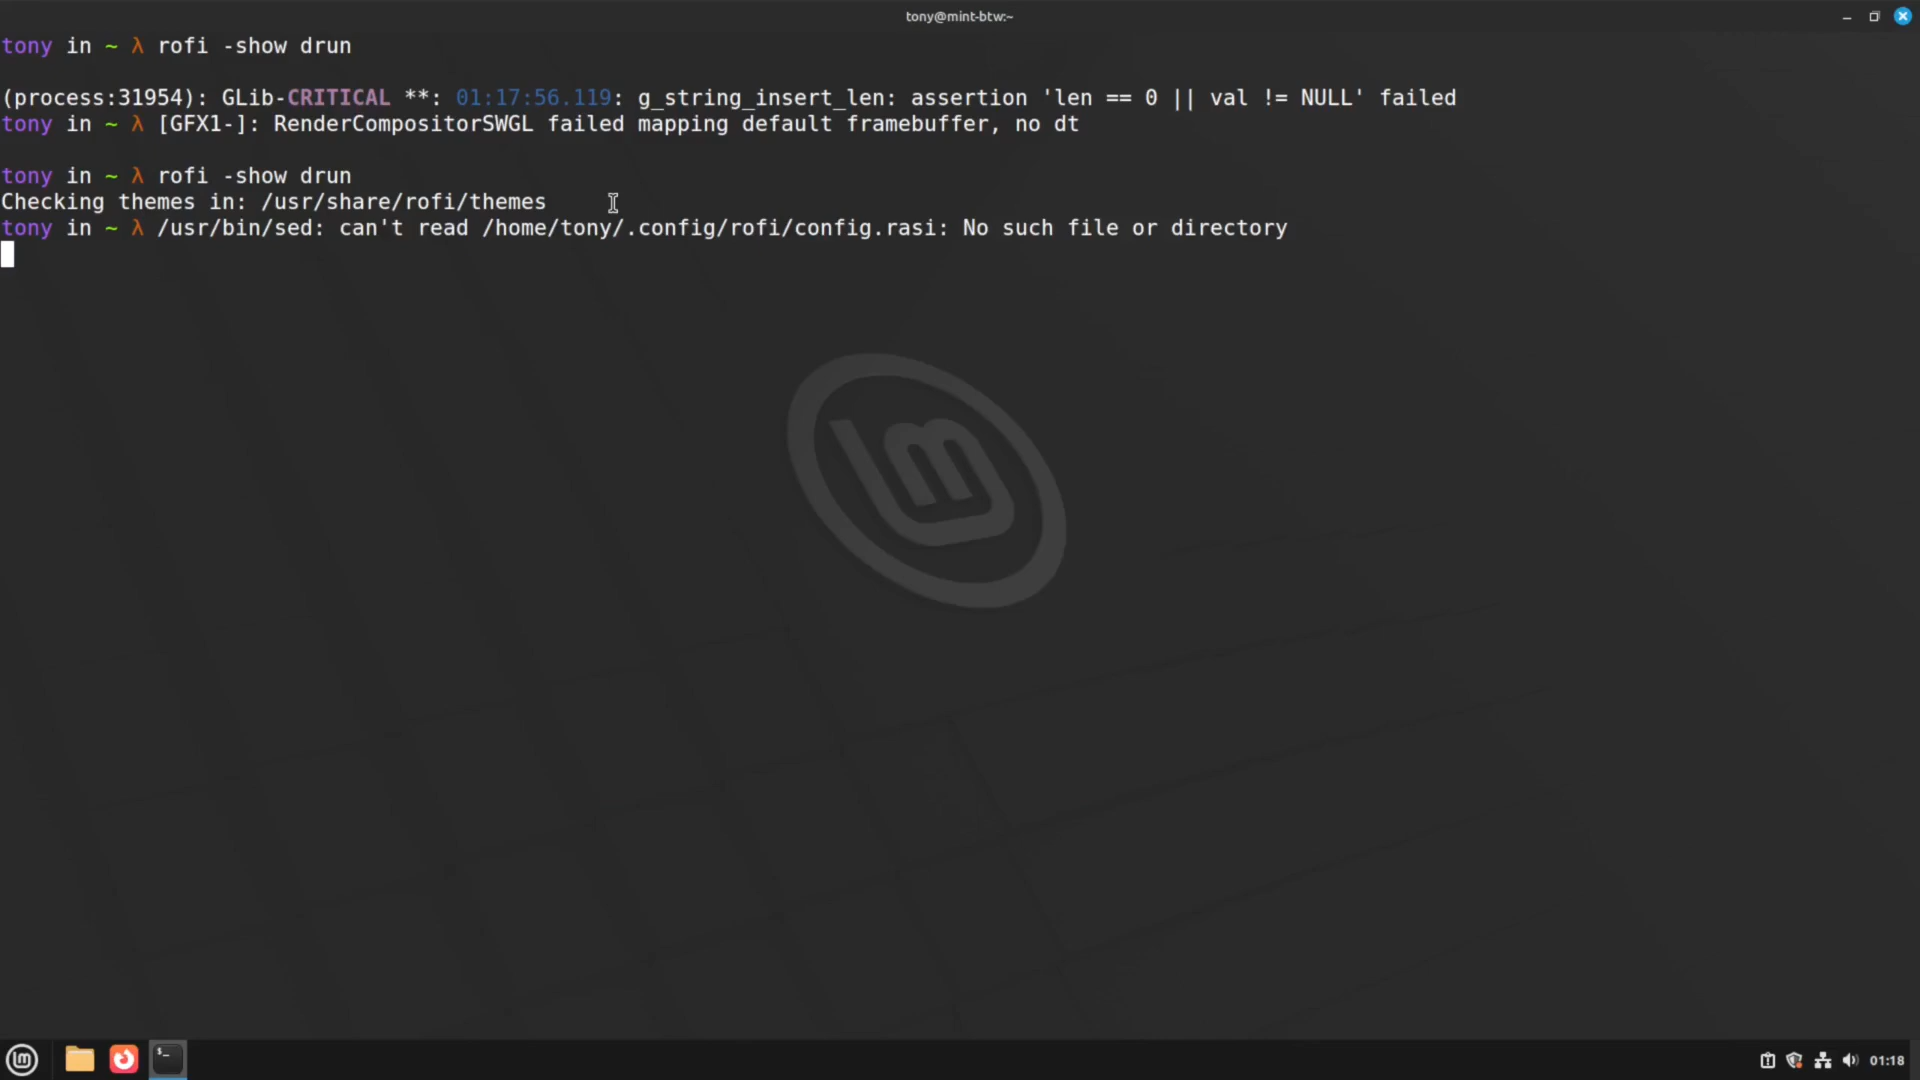 tony@mint-btw:~
tony in ~ λ rofi -show drun
(process:31954): GLib-CRITICAL **: 01:17:56.119: g_string_insert_len: assertion 'len == 0 || val != NULL' failed
tony in ~ λ [GFX1-]: RenderCompositorSWGL failed mapping default framebuffer, no dt
tony in ~ λ rofi -show drun
Checking themes in: /usr/share/rofi/themes
tony in ~ λ /usr/bin/sed: can't read /home/tony/.config/rofi/config.rasi: No such file or directory
01:18